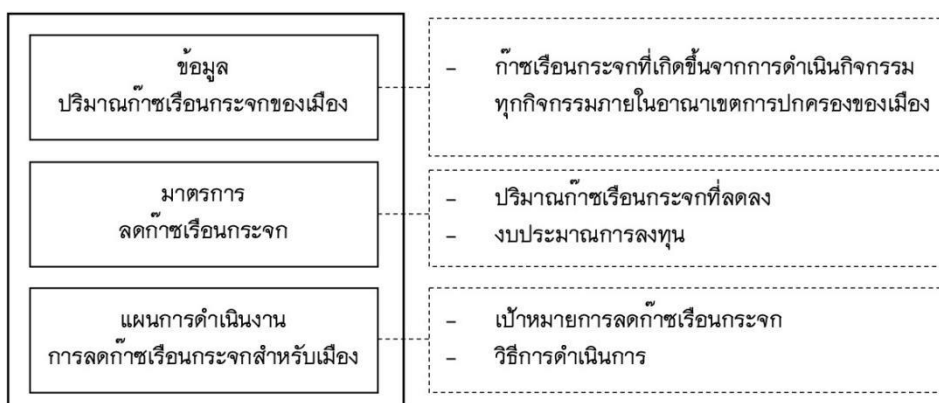 ข้อมูล
ปริมาณก๊าซเรือนกระจกของเมือง
– ก๊าซเรือนกระจกที่เกิดขึ้นจากการดำเนินกิจกรรม
ทุกกิจกรรมภายในอาณาเขตการปกครองของเมือง
มาตรการ
ลดก๊าซเรือนกระจก
– ปริมาณก๊าซเรือนกระจกที่ลดลง
– งบประมาณการลงทุน
แผนการดำเนินงาน
การลดก๊าซเรือนกระจกสำหรับเมือง
– เป้าหมายการลดก๊าซเรือนกระจก
– วิธีการดำเนินการ